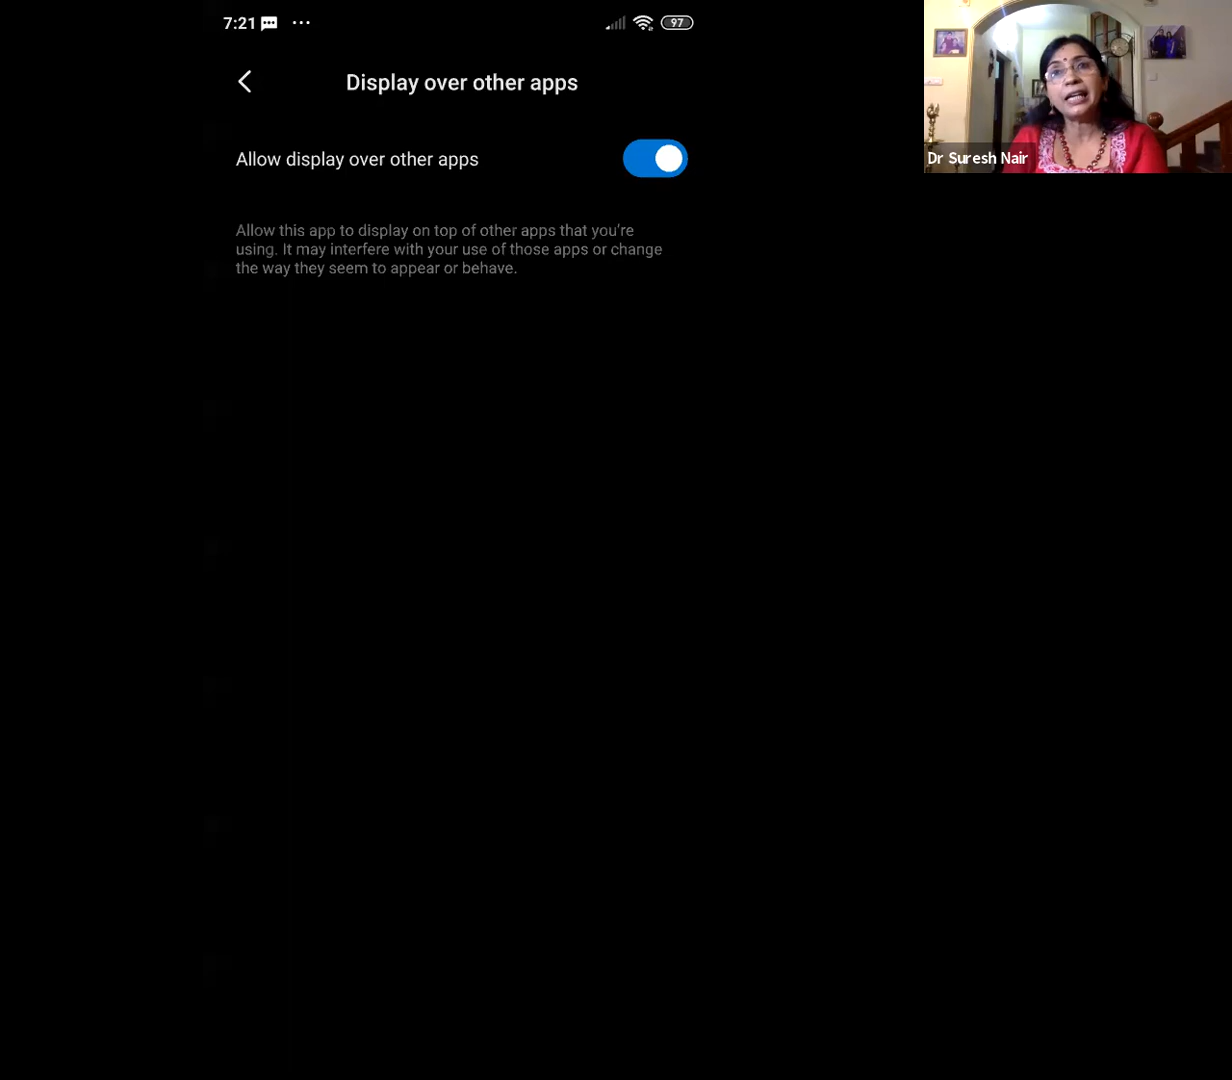 7:21 ... 97
Display over other apps
Allow display over other apps
Allow this app to display on top of other apps that you're
using. It may interfere with your use of those apps or change
the way they seem to appear or behave.
Dr Suresh Nair